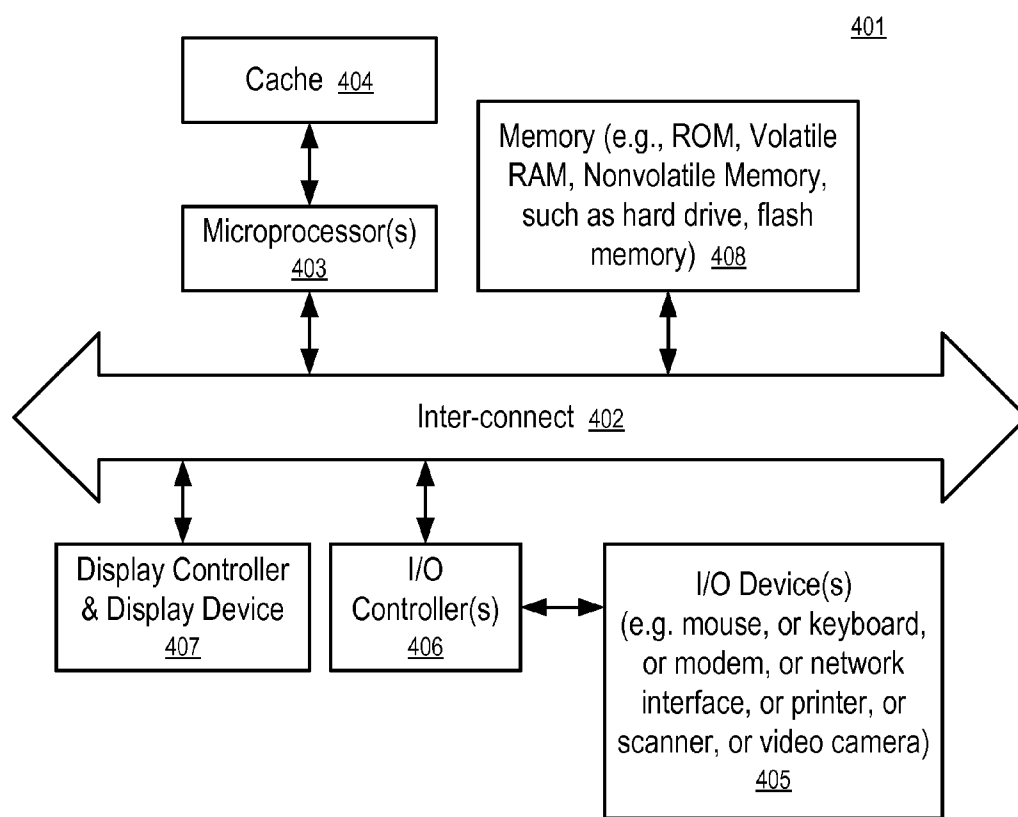 401
Cache 404
Memory (e.g., ROM, Volatile
RAM, Nonvolatile Memory,
such as hard drive, flash
memory) 408
Microprocessor(s)
403
Inter-connect 402
Display Controller
& Display Device
407
I/O
Controller(s)
406
I/O Device(s)
(e.g. mouse, or keyboard,
or modem, or network
interface, or printer, or
scanner, or video camera)
405